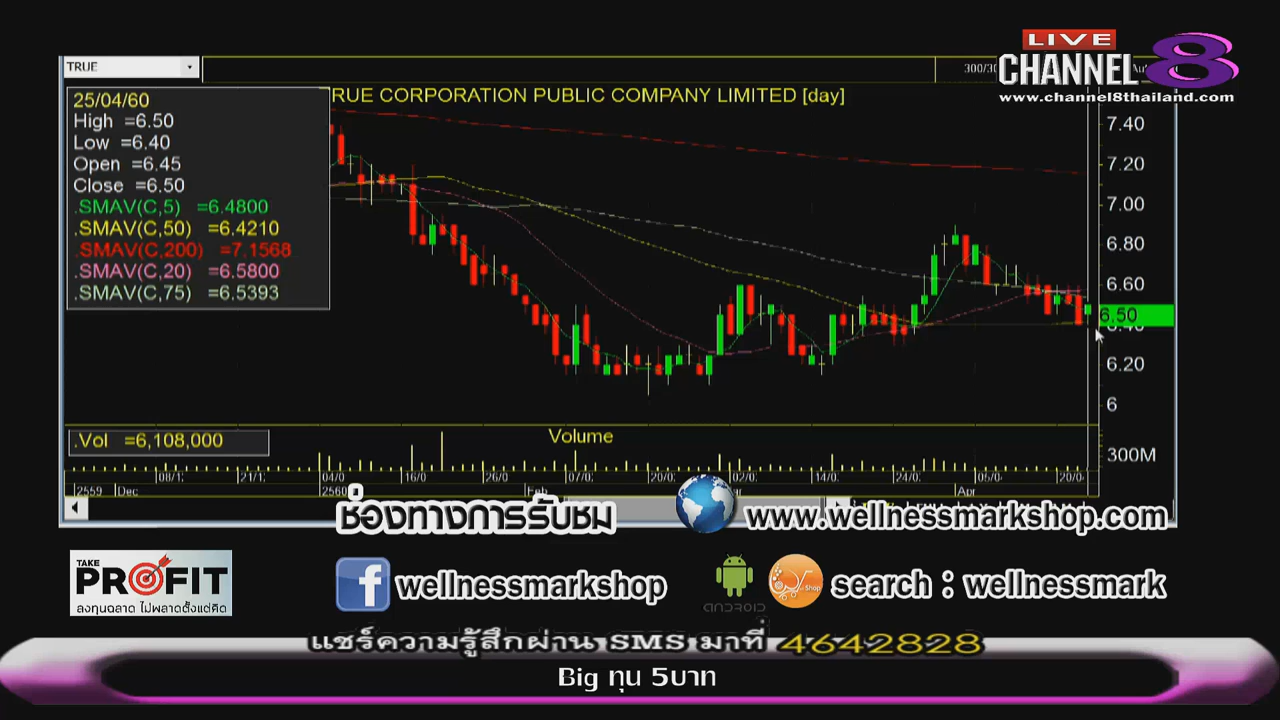 LIVE
CHANNEL 8
www.channel8thailand.com
TRUE
25/04/60
High =6.50
Low =6.40
Open =6.45
Close =6.50
.SMAV(C,5) =6.4800
.SMAV(C,50) =6.4210
.SMAV(C,200) =7.1568
.SMAV(C,20) =6.5800
.SMAV(C,75) =6.5393
RUE CORPORATION PUBLIC COMPANY LIMITED [day]
7.40
7.20
7.00
6.80
6.60
6.50
6.40
6.20
6
.Vol =6,108,000
Volume
300M
2559 Dec 2560 Feb Apr
ช่องทางการรับชม
www.wellnessmarkshop.com
TAKE
PROFIT
ลงทุนฉลาด ไม่พลาดตั้งแต่คิด
wellnessmarkshop
ANDROID
Shop
search : wellnessmark
แชร์ความรู้สึกผ่าน SMS มาที่ 4642828
Big ทุน 5บาท